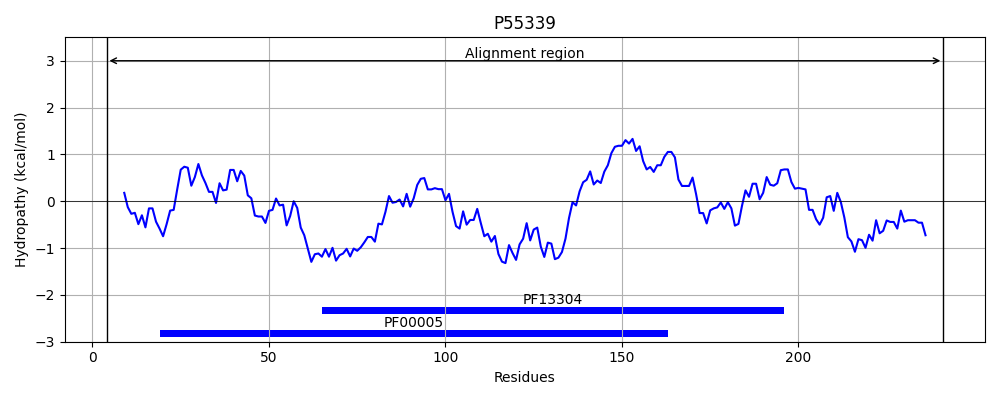 P55339
Alignment region
3
2
1
0
−1
−2
−3
Hydropathy (kcal/mol)
PF13304
PF00005
0
50
100
150
200
Residues